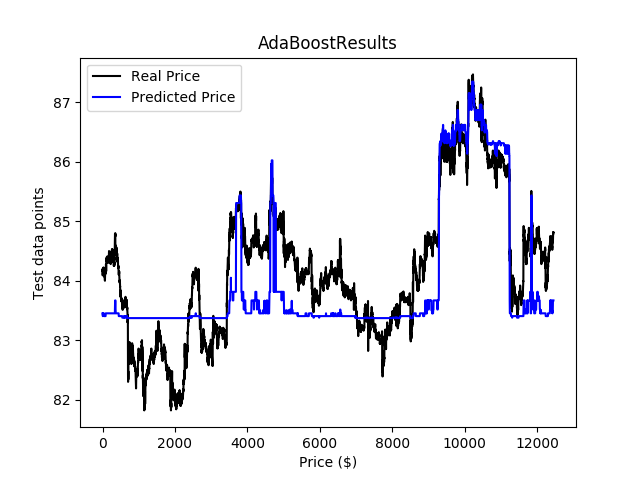 AdaBoostResults
Real Price
Predicted Price
87
86
85
84
83
82
Test data points
0 2000 4000 6000 8000 10000 12000
Price ($)